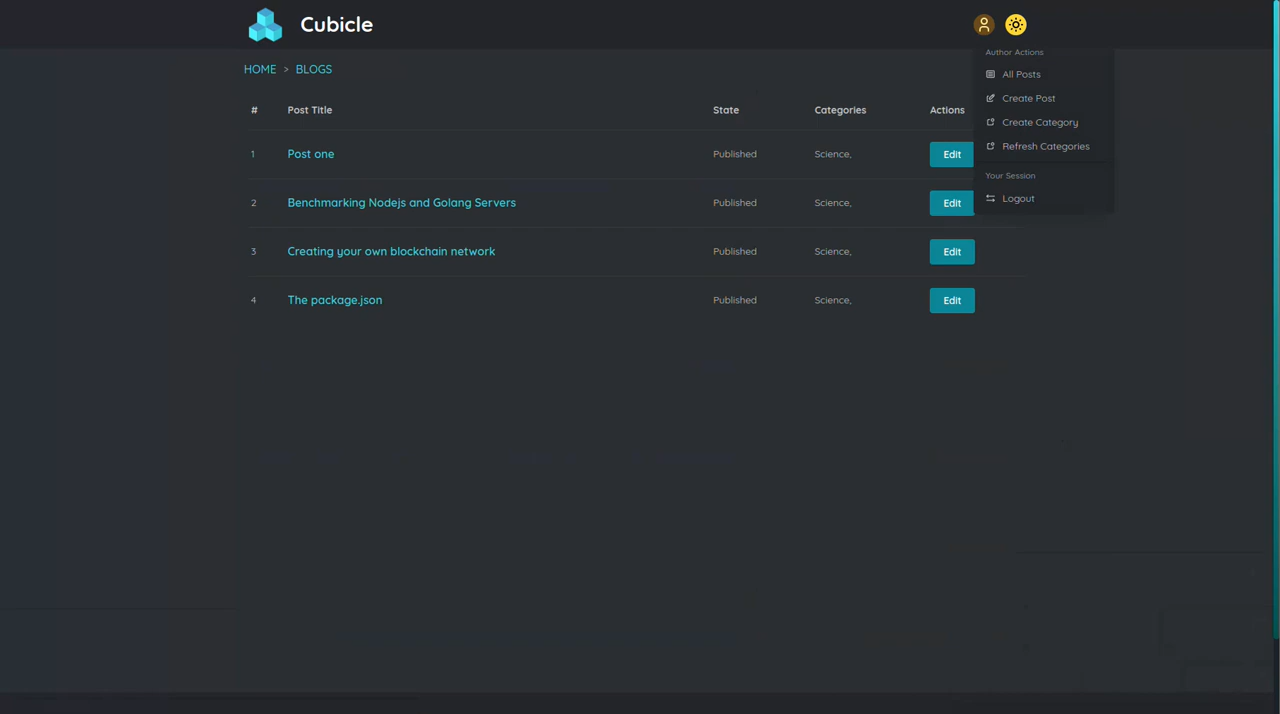 Cubicle
HOME > BLOGS
# Post Title State Categories Actions
1 Post one Published Science, Edit
2 Benchmarking Nodejs and Golang Servers Published Science, Edit
3 Creating your own blockchain network Published Science, Edit
4 The package.json Published Science, Edit
Author Actions
All Posts
Create Post
Create Category
Refresh Categories
Your Session
Logout